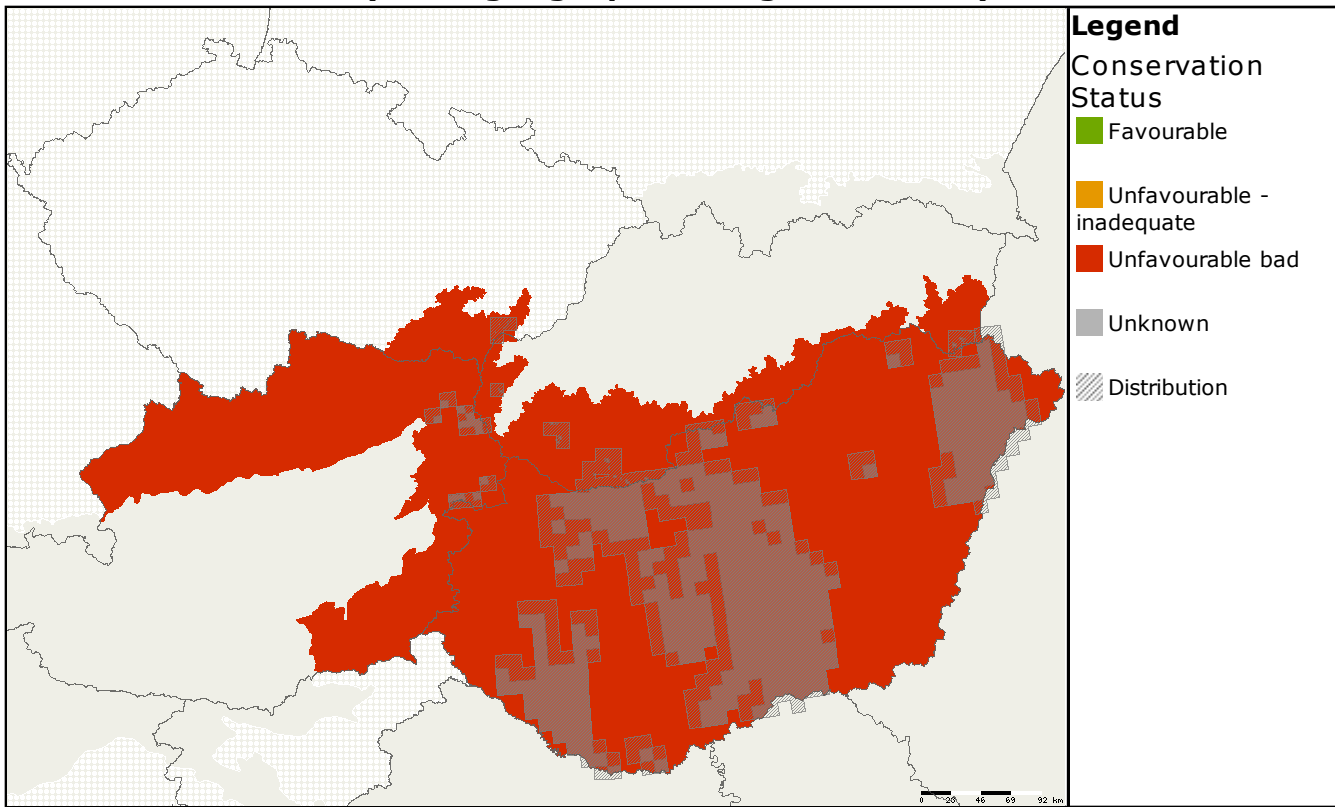 Legend
Conservation
Status
Favourable
Unfavourable -
inadequate
Unfavourable bad
Unknown
Distribution
0 46 69 92 km